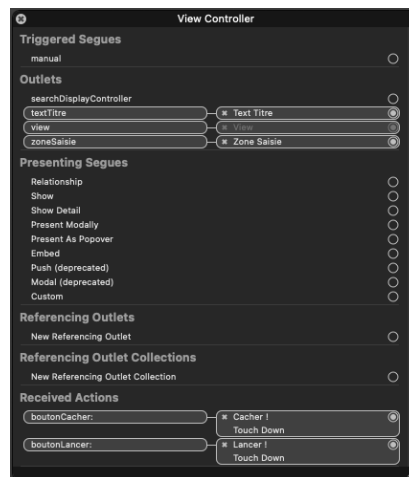 View Controller
Triggered Segues
manual
Outlets
searchDisplayController
textTitre Text Titre
view View
zoneSaisie Zone Saisie
Presenting Segues
Relationship
Show
Show Detail
Present Modally
Present As Popover
Embed
Push (deprecated)
Modal (deprecated)
Custom
Referencing Outlets
New Referencing Outlet
Referencing Outlet Collections
New Referencing Outlet Collection
Received Actions
boutonCacher: Cacher !
Touch Down
boutonLancer: Lancer !
Touch Down